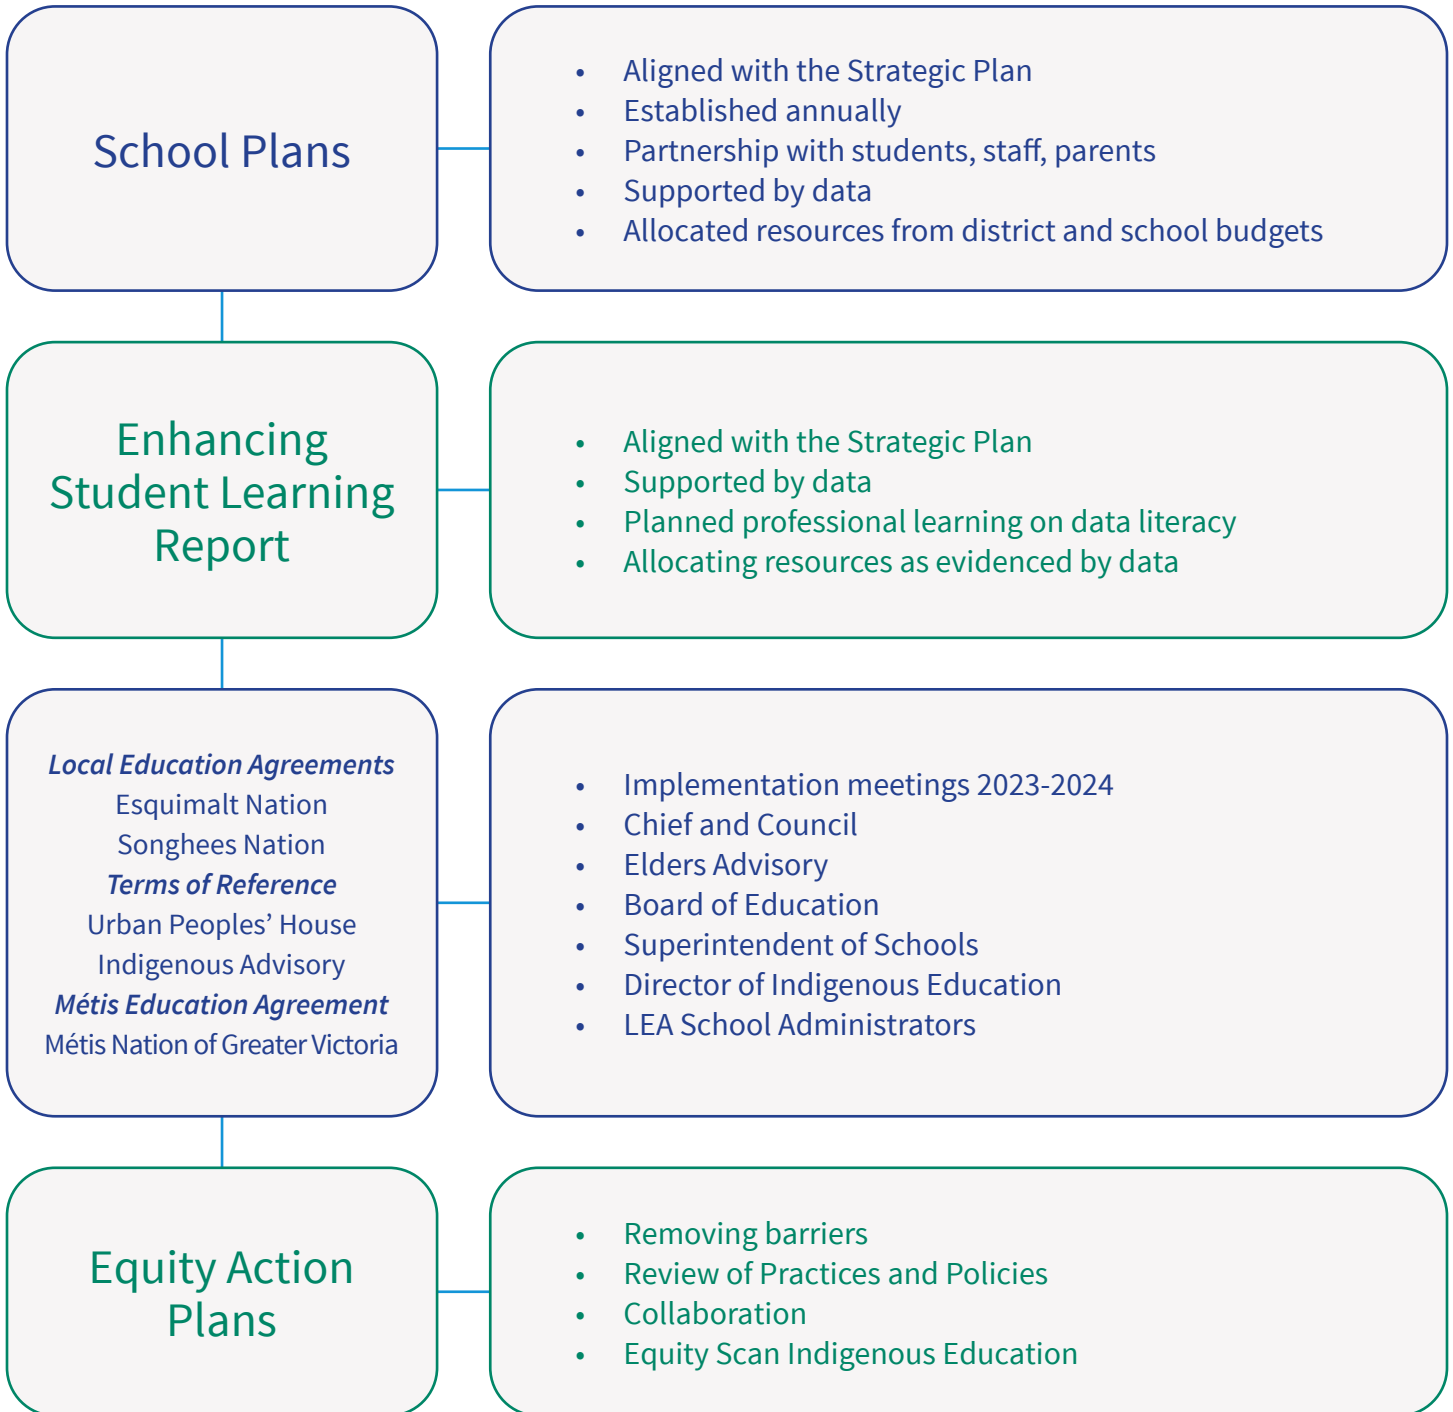 School Plans
• Aligned with the Strategic Plan
• Established annually
• Partnership with students, staff, parents
• Supported by data
• Allocated resources from district and school budgets
Enhancing
Student Learning
Report
• Aligned with the Strategic Plan
• Supported by data
• Planned professional learning on data literacy
• Allocating resources as evidenced by data
Local Education Agreements
Esquimalt Nation
Songhees Nation
Terms of Reference
Urban Peoples’ House
Indigenous Advisory
Métis Education Agreement
Métis Nation of Greater Victoria
• Implementation meetings 2023-2024
• Chief and Council
• Elders Advisory
• Board of Education
• Superintendent of Schools
• Director of Indigenous Education
• LEA School Administrators
Equity Action
Plans
• Removing barriers
• Review of Practices and Policies
• Collaboration
• Equity Scan Indigenous Education